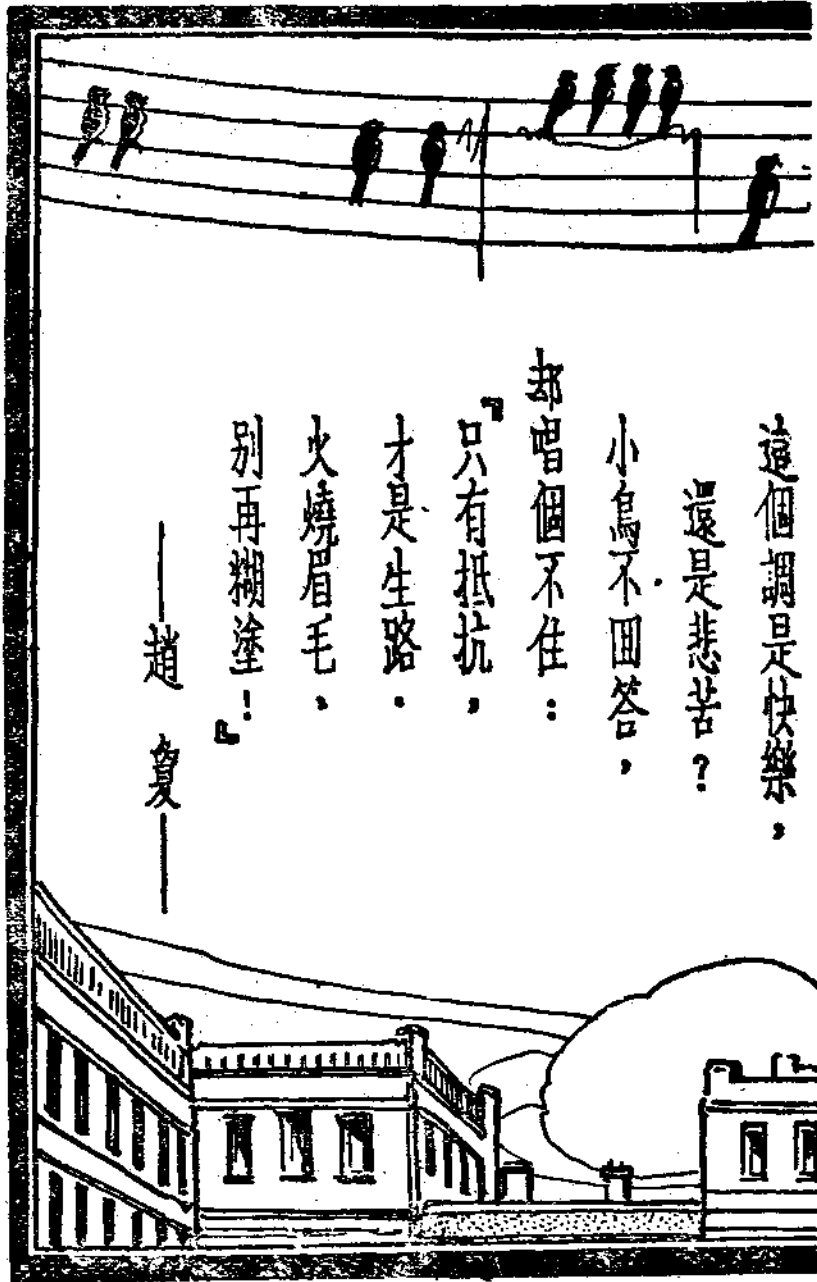 這個調是快樂，
還是悲苦？
小鳥不回答，
却唱個不住：
『只有抵抗，
才是生路．
火燒眉毛、
別再糊塗！』
——趙夐——